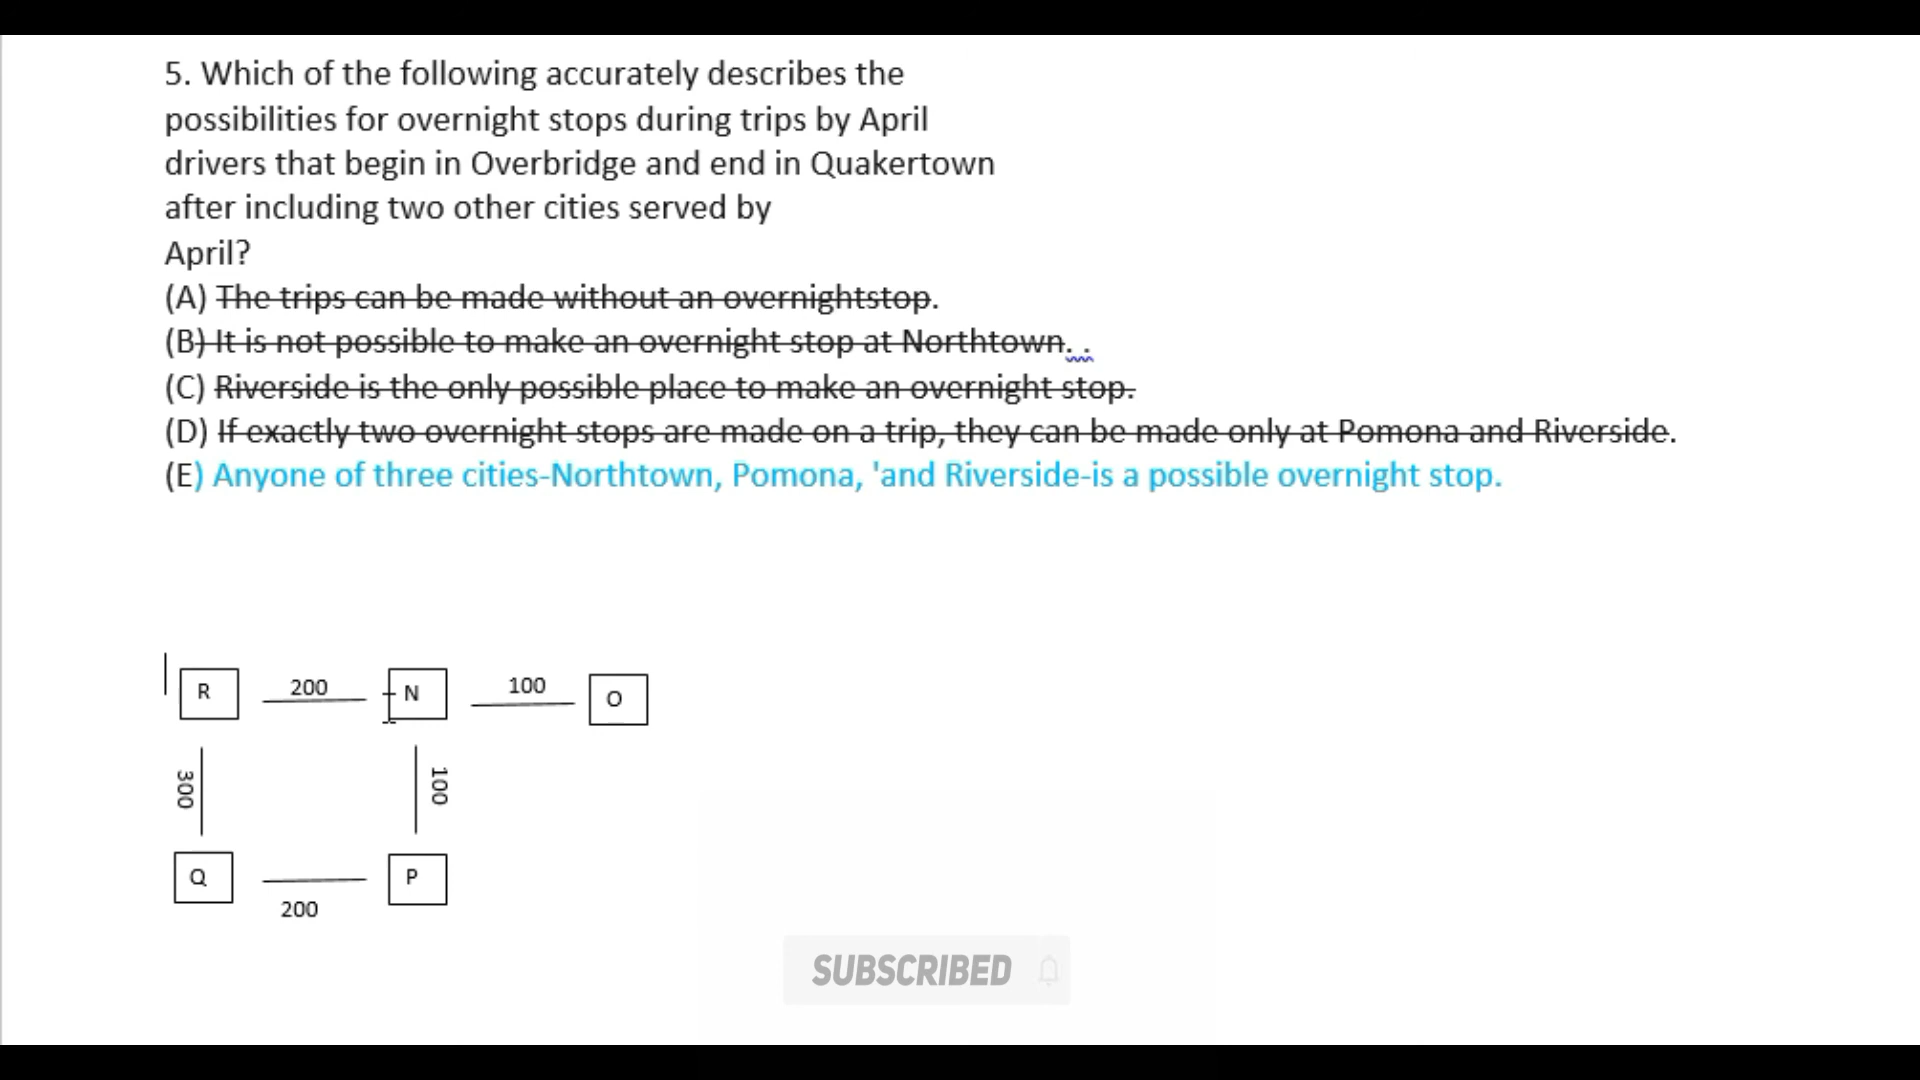 5. Which of the following accurately describes the
possibilities for overnight stops during trips by April
drivers that begin in Overbridge and end in Quakertown
after including two other cities served by
April?
(A) The trips can be made without an overnightstop.
(B) It is not possible to make an overnight stop at Northtown. .
(C) Riverside is the only possible place to make an overnight stop.
(D) If exactly two overnight stops are made on a trip, they can be made only at Pomona and Riverside.
(E) Anyone of three cities-Northtown, Pomona, 'and Riverside-is a possible overnight stop.
R 200 N 100 O
300 100
Q P
200
SUBSCRIBED